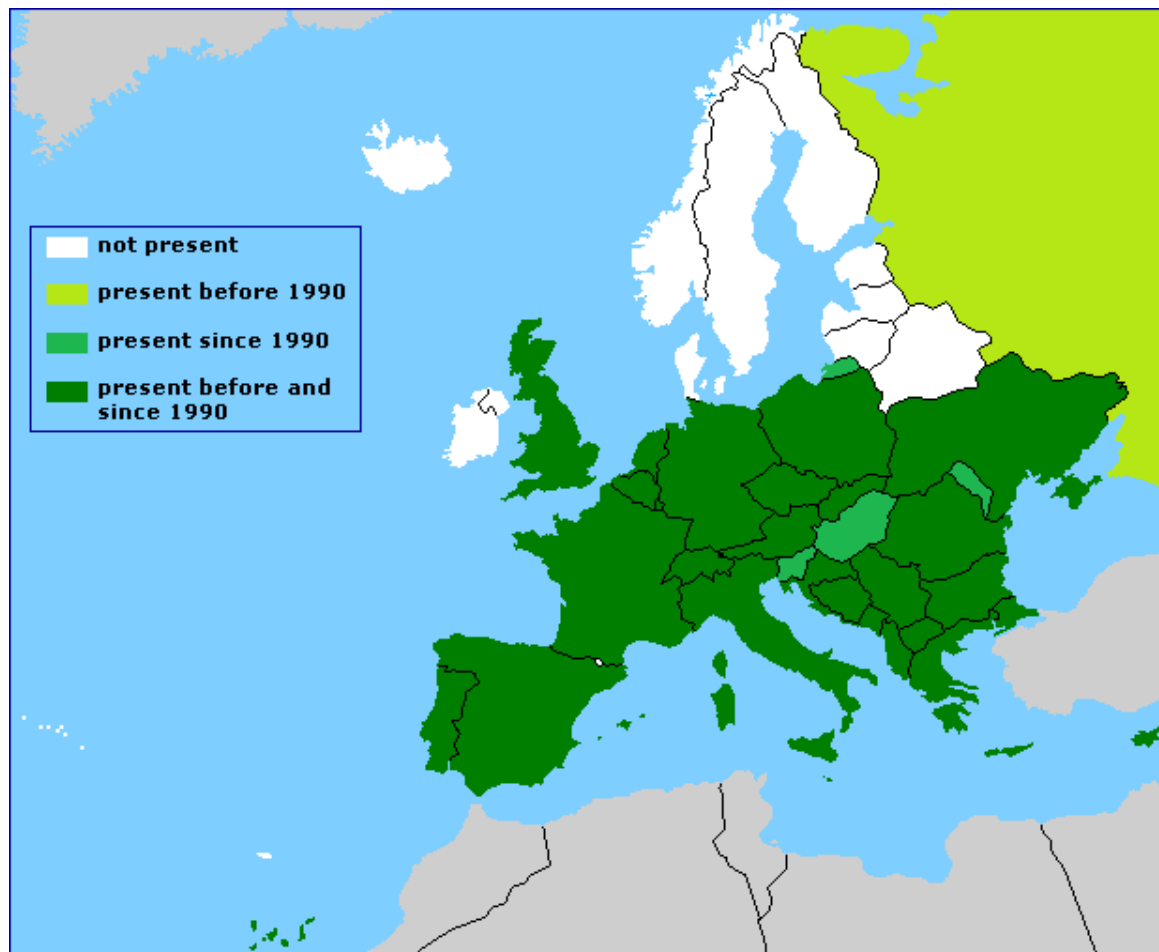 not present
present before 1990
present since 1990
present before and
since 1990